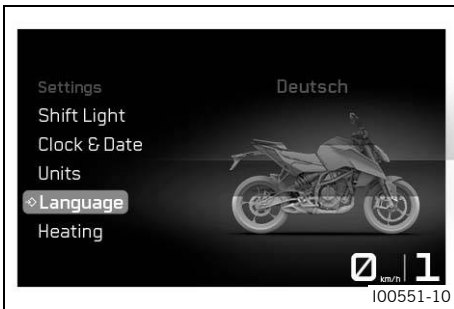 Settings
Deutsch
Shift Light
Clock & Date
Units
Language
Heating
0 km/h 1
I00551-10